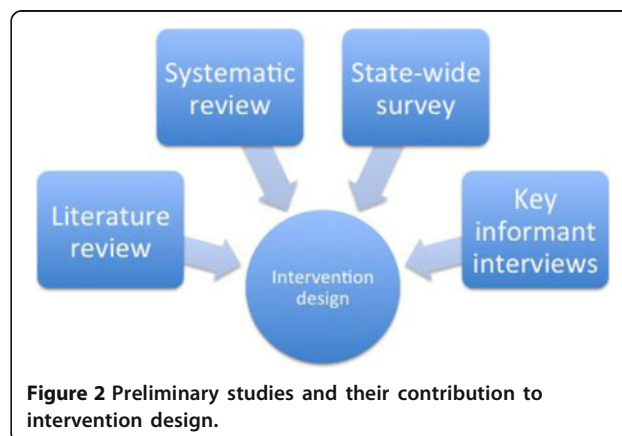 Systematic
review
State-wide
survey
Literature
review
Key
informant
interviews
Intervention
design
Figure 2 Preliminary studies and their contribution to
intervention design.